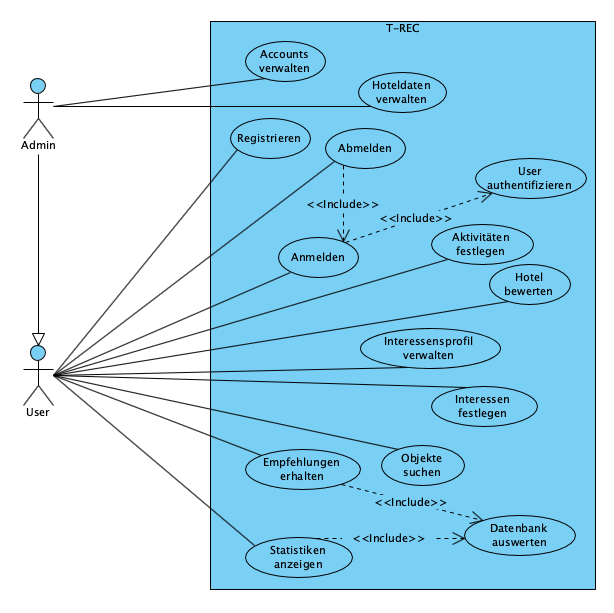 T-REC
Accounts
verwalten
Hoteldaten
verwalten
Admin
Registrieren
Abmelden
User
authentifizieren
<<Include>>
<<Include>>
Aktivitäten
festlegen
Anmelden
Hotel
bewerten
Interessensprofil
verwalten
User
Interessen
festlegen
Objekte
suchen
Empfehlungen
erhalten
<<Include>>
Datenbank
auswerten
<<Include>>
Statistiken
anzeigen